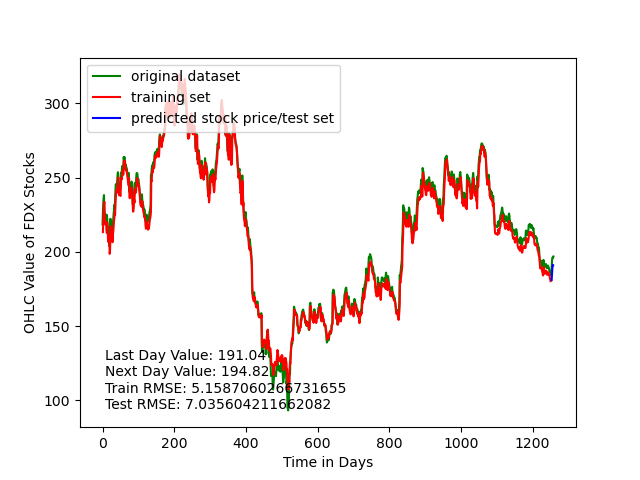 original dataset
training set
predicted stock price/test set
OHLC Value of FDX Stocks
300
250
200
150
100
Last Day Value: 191.04
Next Day Value: 194.82
Train RMSE: 5.1587060266731655
Test RMSE: 7.035604211662082
0 200 400 600 800 1000 1200
Time in Days